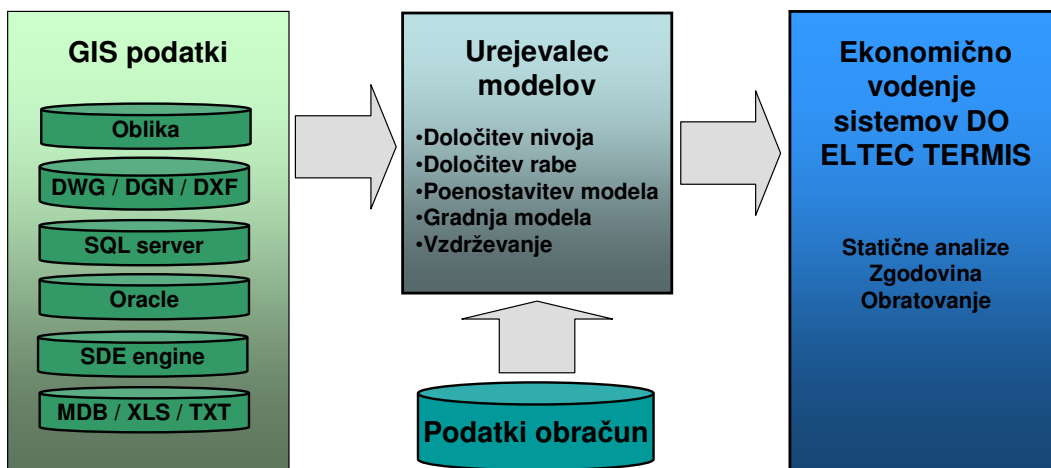 GIS podatki
Oblika
DWG / DGN / DXF
SQL server
Oracle
SDE engine
MDB / XLS / TXT
Urejevalec
modelov
•Določitev nivoja
•Določitev rabe
•Poenostavitev modela
•Gradnja modela
•Vzdrževanje
Podatki obračun
Ekonomično
vodenje
sistemov DO
ELTEC TERMIS
Statične analize
Zgodovina
Obratovanje